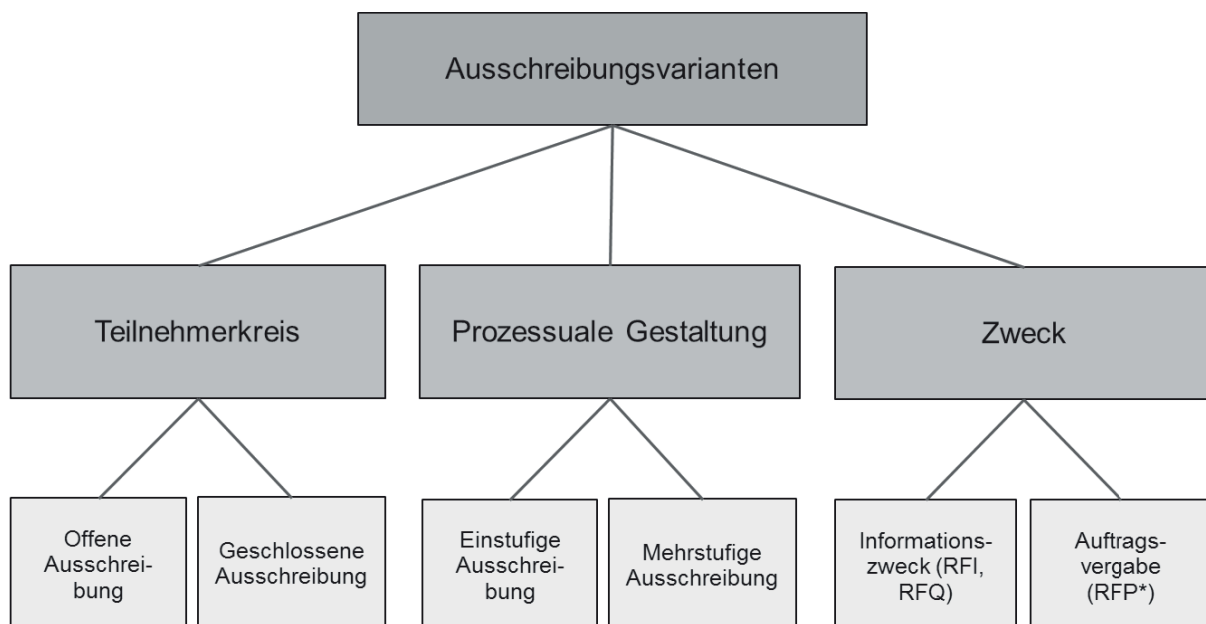 Ausschreibungsvarianten
Teilnehmerkreis
Prozessuale Gestaltung
Zweck
Offene
Ausschrei-
bung
Geschlossene
Ausschreibung
Einstufige
Ausschrei-
bung
Mehrstufige
Ausschreibung
Informations-
zweck (RFI,
RFQ)
Auftrags-
vergabe
(RFP*)